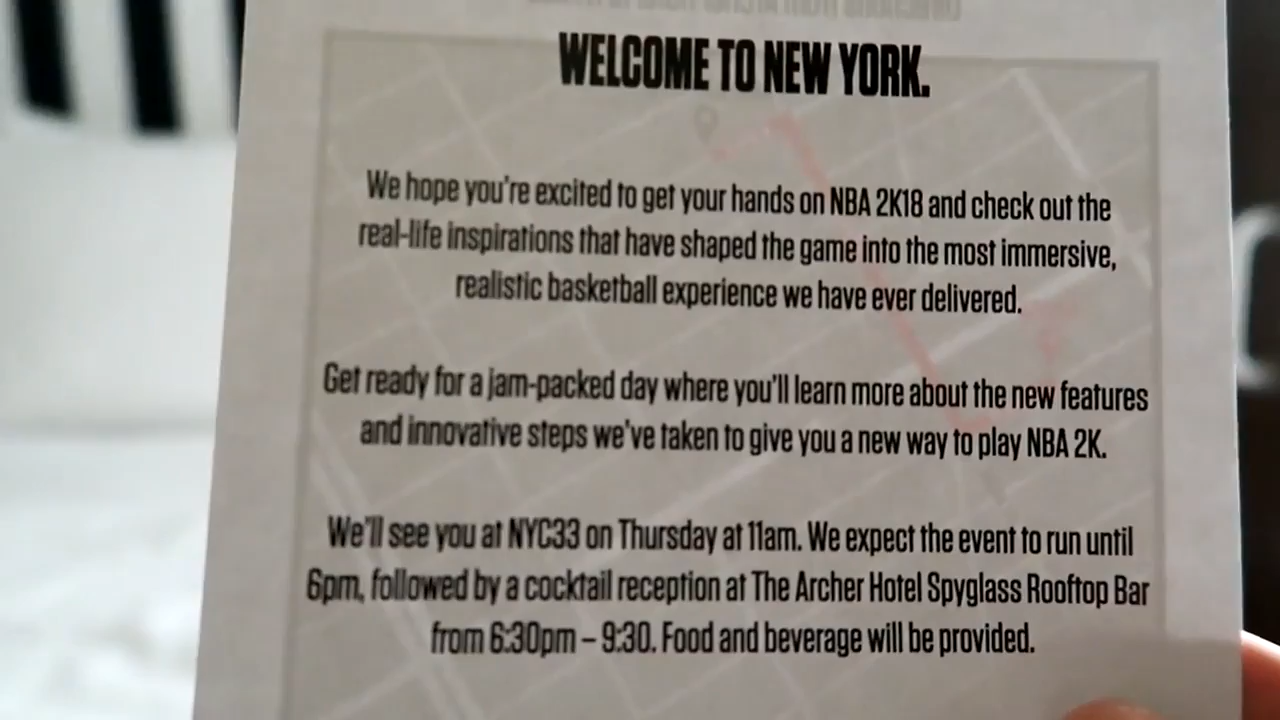 WELCOME TO NEW YORK.
We hope you're excited to get your hands on NBA 2K18 and check out the
real-life inspirations that have shaped the game into the most immersive,
realistic basketball experience we have ever delivered.
Get ready for a jam-packed day where you'll learn more about the new features
and innovative steps we've taken to give you a new way to play NBA 2K.
We'll see you at NYC33 on Thursday at 11am. We expect the event to run until
6pm, followed by a cocktail reception at The Archer Hotel Spyglass Rooftop Bar
from 6:30pm – 9:30. Food and beverage will be provided.